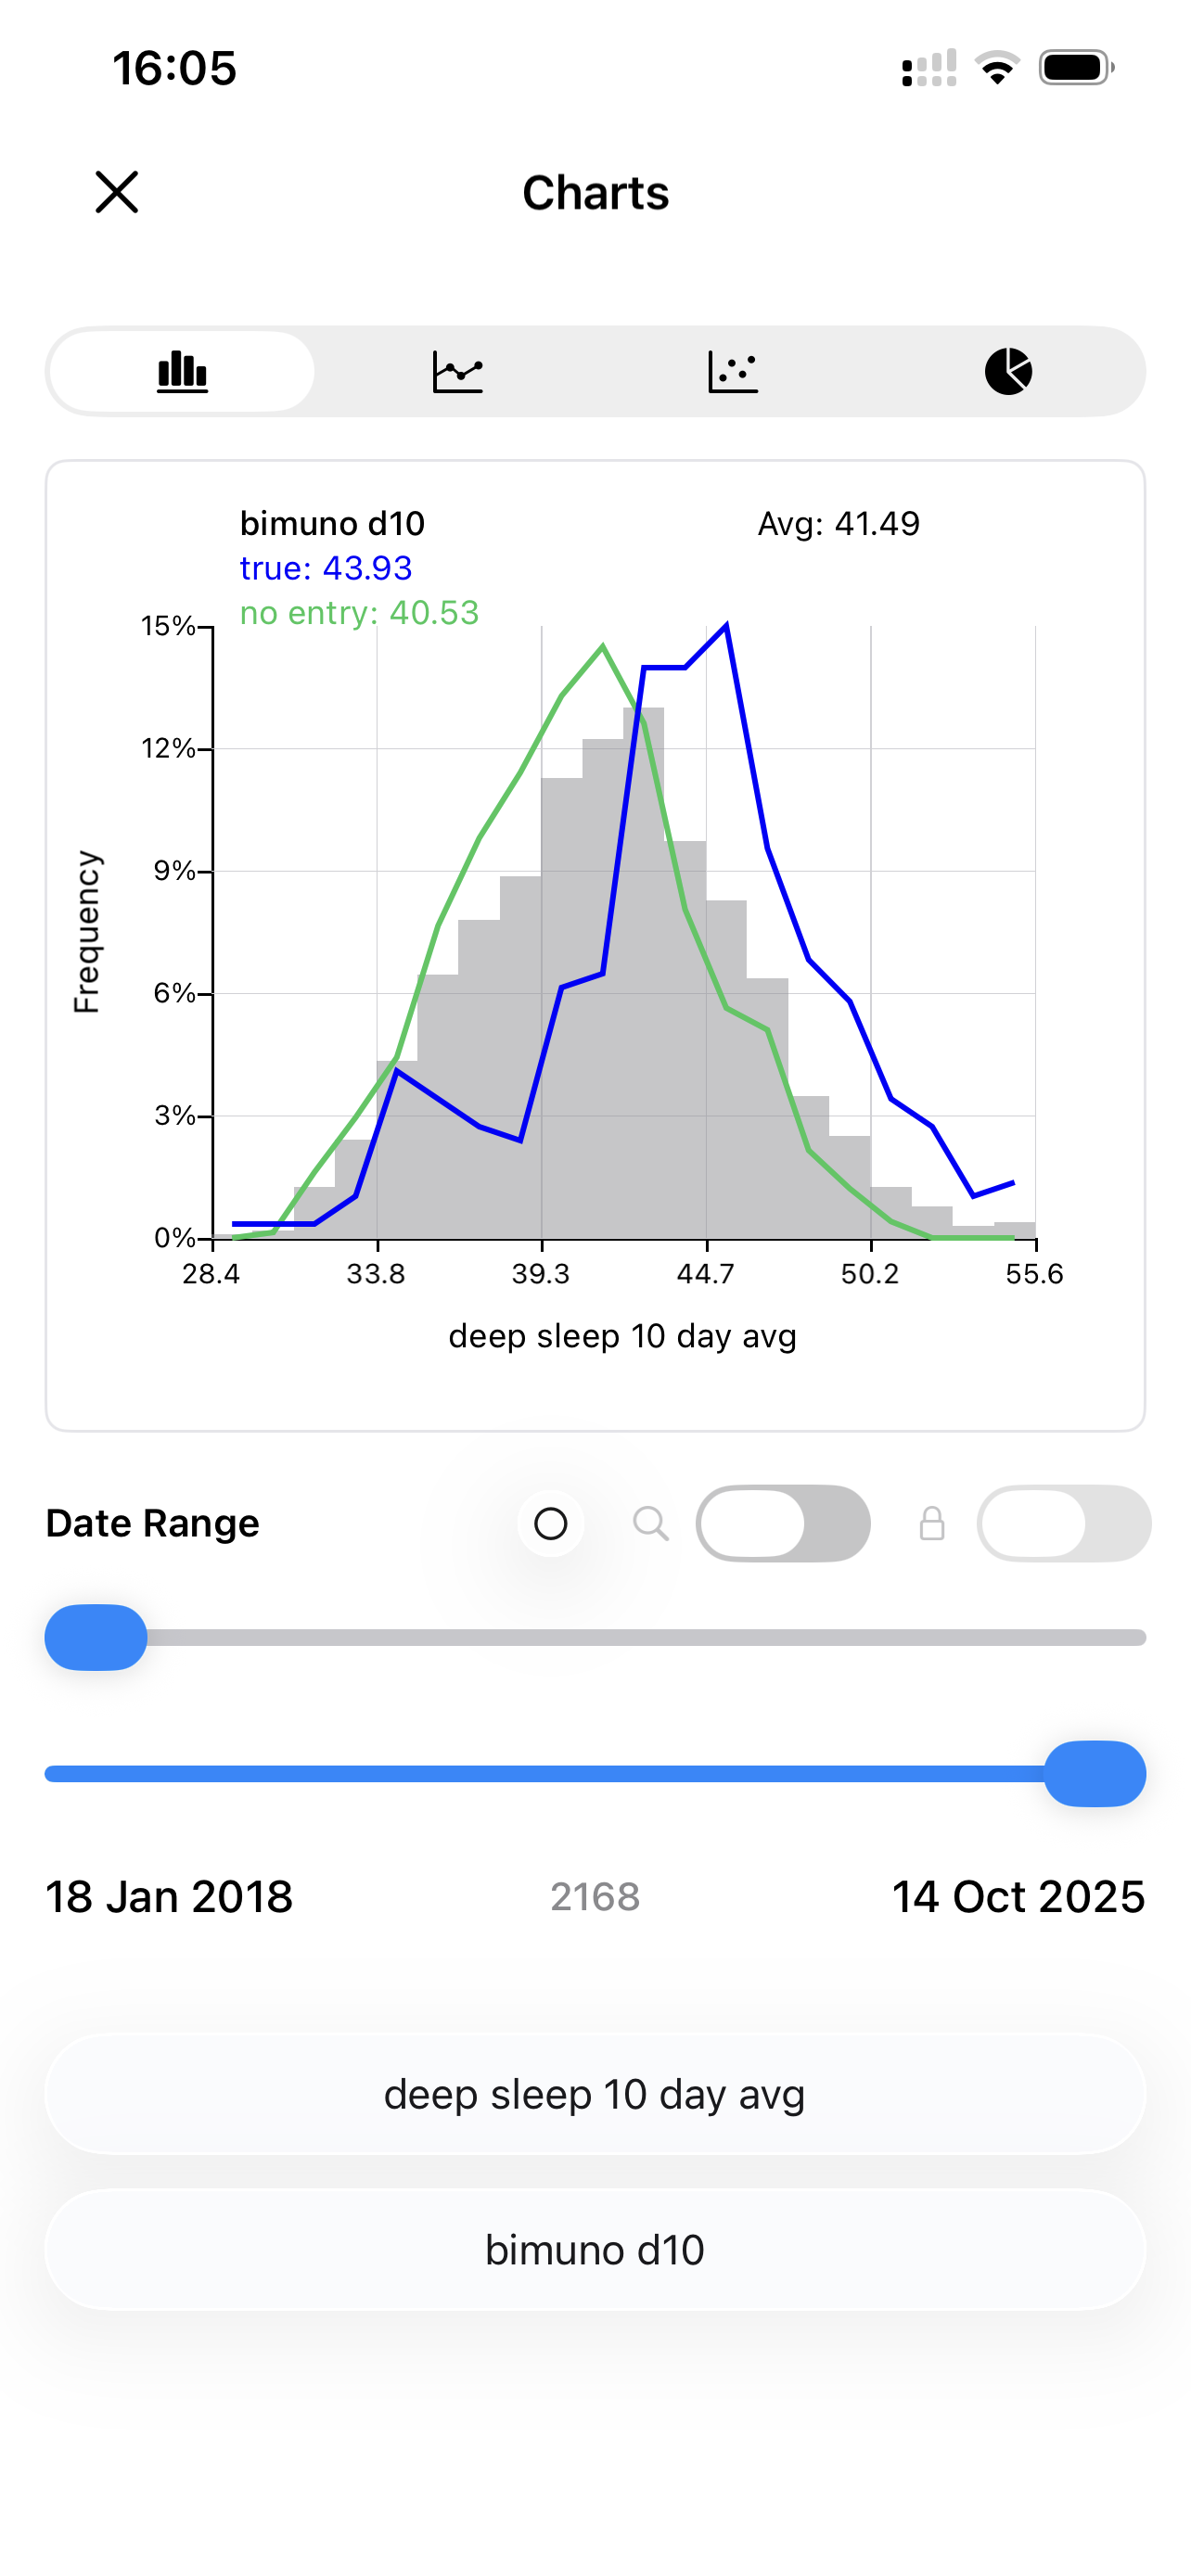 16:05
Charts
bimuno d10
Avg: 41.49
true: 43.93
no entry: 40.53
15%
12%
9%
6%
3%
0%
Frequency
28.4 33.8 39.3 44.7 50.2 55.6
deep sleep 10 day avg
Date Range
18 Jan 2018 2168 14 Oct 2025
deep sleep 10 day avg
bimuno d10